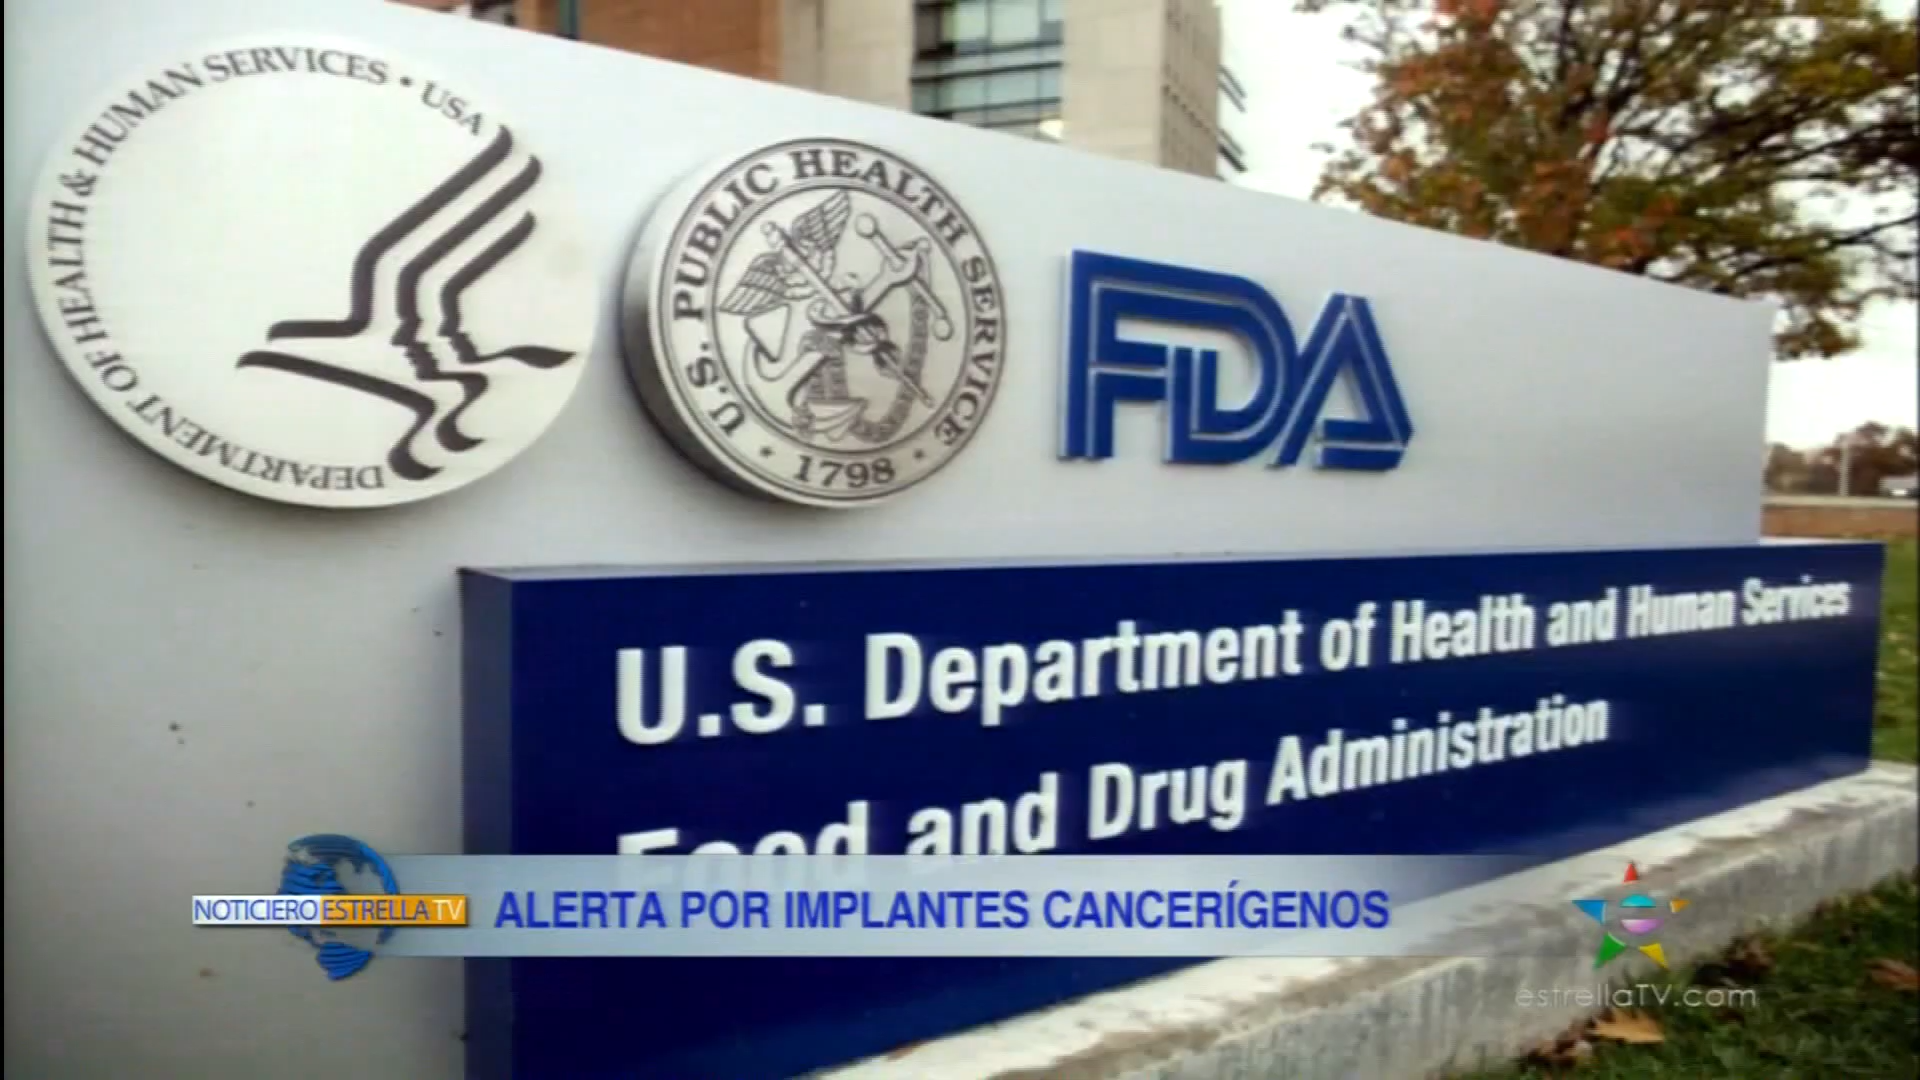 DEPARTMENT OF HEALTH & HUMAN SERVICES • USA
U.S. PUBLIC HEALTH SERVICE
• 1798 •
FDA
U.S. Department of Health and Human Services
Food and Drug Administration
NOTICIERO ESTRELLA TV
ALERTA POR IMPLANTES CANCERÍGENOS
estrellaTV.com